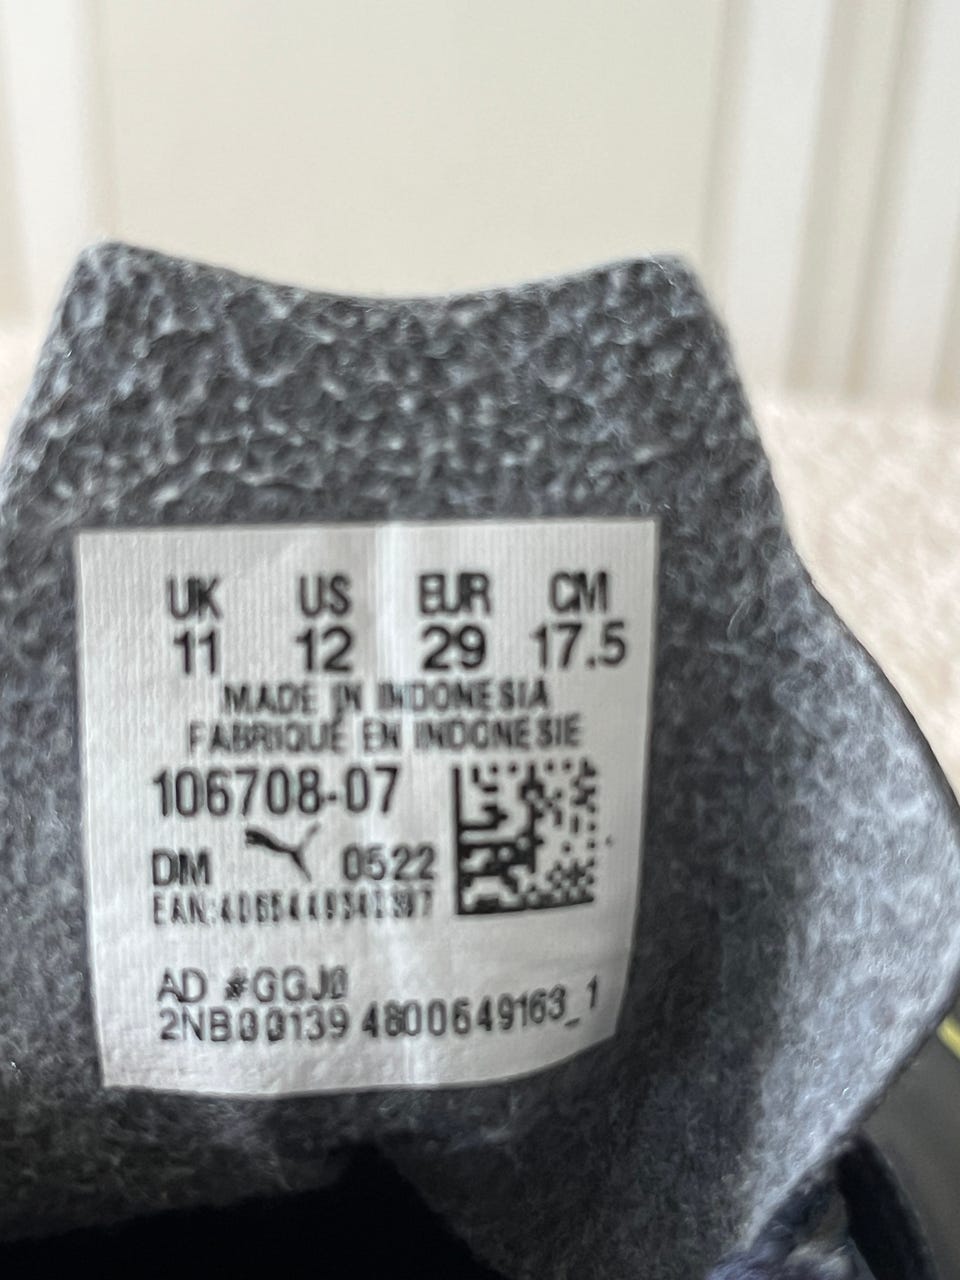 UK US EUR CM
11 12 29 17.5
MADE IN INDONESIA
FABRIQUÉ EN INDONESIE
106708-07
DM 0522
EAN:
AD #GGJ0
2NB00139 4800649163_1